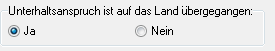 Unterhaltsanspruch ist auf das Land übergegangen:
Ja Nein